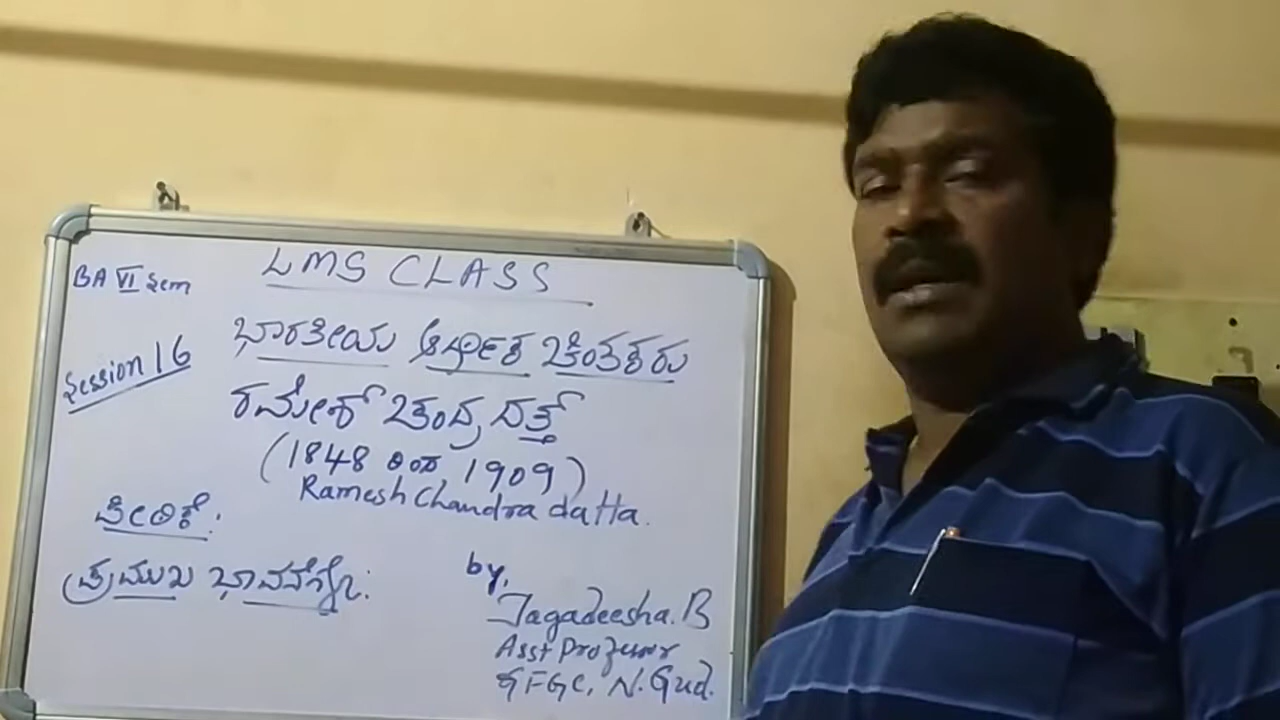 LMS CLASS
BA VI Sem
ಭಾರತೀಯ ಆರ್ಥಿಕ ಚಿಂತಕರು
Session 16
ರಮೇಶ್ ಚಂದ್ರ ದತ್ತ್
(1848 ರಿಂದ 1909)
Ramesh Chandra datta.
ಪೀಠಿಕೆ:
ಪ್ರಮುಖ ಭಾವನೆಗಳು:
by,
Jagadeesha. B
Asst Professor
GFGC, N. Gud.